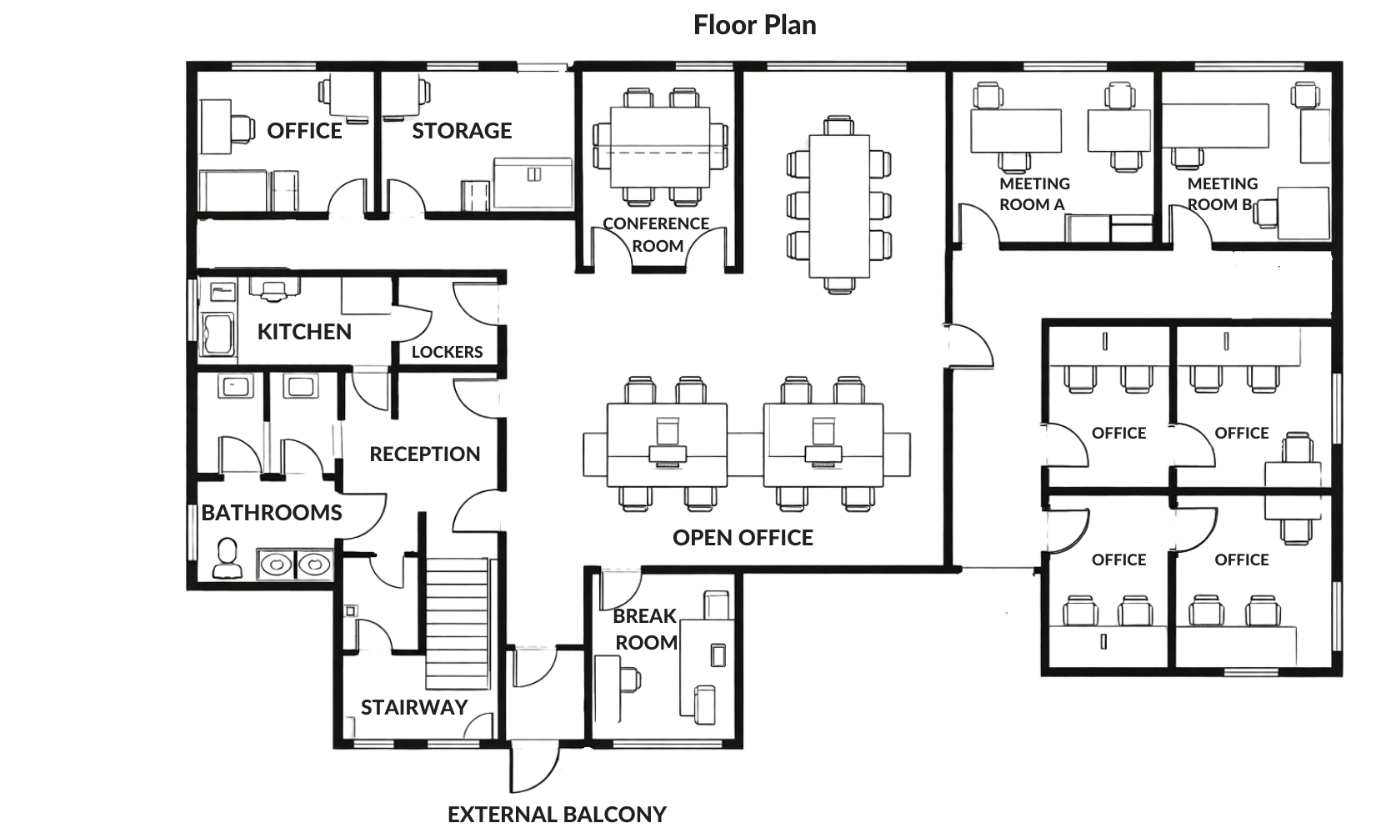 Floor Plan
OFFICE
STORAGE
CONFERENCE
ROOM
MEETING
ROOM A
MEETING
ROOM B
KITCHEN
LOCKERS
RECEPTION
BATHROOMS
OPEN OFFICE
OFFICE
OFFICE
OFFICE
OFFICE
BREAK
ROOM
STAIRWAY
EXTERNAL BALCONY